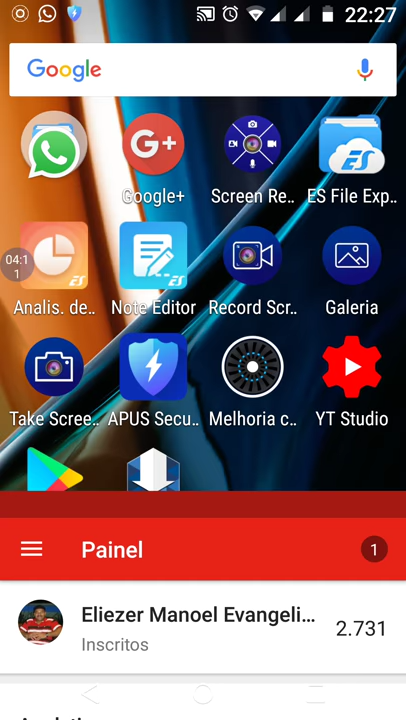 22:27
Google
G+
Google+
Screen Re..
ES File Exp..
04:1
1
Analis. de..
Note Editor
Record Scr..
Galeria
Take Scree..
APUS Secu..
Melhoria c..
YT Studio
Painel
1
Eliezer Manoel Evangeli...
2.731
Inscritos